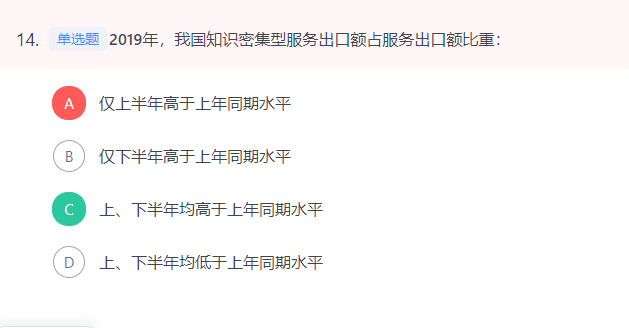 14. 单选题 2019年，我国知识密集型服务出口额占服务出口额比重：
A 仅上半年高于上年同期水平
B 仅下半年高于上年同期水平
C 上、下半年均高于上年同期水平
D 上、下半年均低于上年同期水平